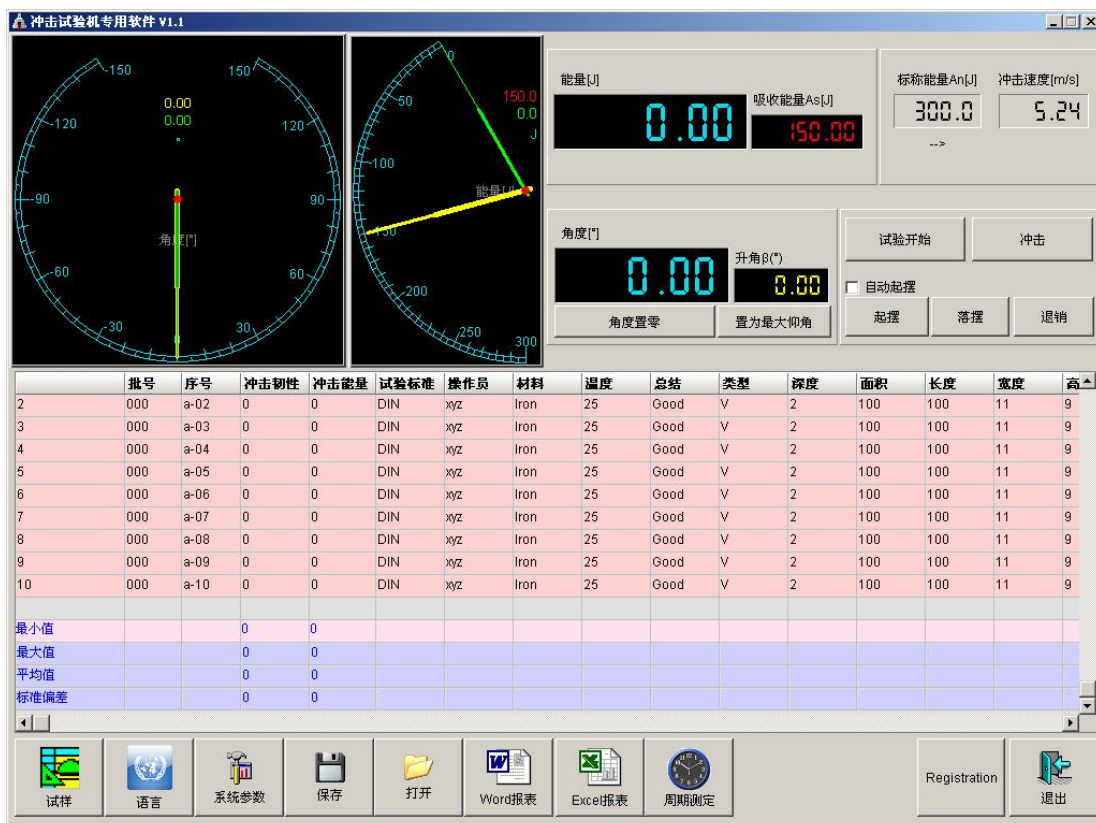 冲击试验机专用软件 V1.1
-150 150
0.00
0.00
°
-120 120
-90 90
角度[°]
-60 60
-30 30
0
50
150.0
0.0
J
100
能量[J]
150
200
250
300
能量[J]
0.00
吸收能量As[J]
150.00
标称能量An[J] 冲击速度[m/s]
300.0 5.24
-->
角度[°]
0.00
升角β(°)
0.00
角度置零 置为最大仰角
试验开始 冲击
自动起摆
起摆 落摆 退销
批号 序号 冲击韧性 冲击能量 试验标准 操作员 材料 温度 总结 类型 深度 面积 长度 宽度 高
2 000 a-02 0 0 DIN xyz Iron 25 Good V 2 100 100 11 9
3 000 a-03 0 0 DIN xyz Iron 25 Good V 2 100 100 11 9
4 000 a-04 0 0 DIN xyz Iron 25 Good V 2 100 100 11 9
5 000 a-05 0 0 DIN xyz Iron 25 Good V 2 100 100 11 9
6 000 a-06 0 0 DIN xyz Iron 25 Good V 2 100 100 11 9
7 000 a-07 0 0 DIN xyz Iron 25 Good V 2 100 100 11 9
8 000 a-08 0 0 DIN xyz Iron 25 Good V 2 100 100 11 9
9 000 a-09 0 0 DIN xyz Iron 25 Good V 2 100 100 11 9
10 000 a-10 0 0 DIN xyz Iron 25 Good V 2 100 100 11 9
最小值 0 0
最大值 0 0
平均值 0 0
标准偏差 0 0
试样 语言 系统参数 保存 打开 Word报表 Excel报表 周期测定 Registration 退出